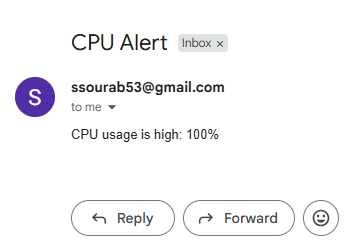 CPU Alert Inbox ×
S
ssourab53@gmail.com
to me
CPU usage is high: 100%
Reply Forward